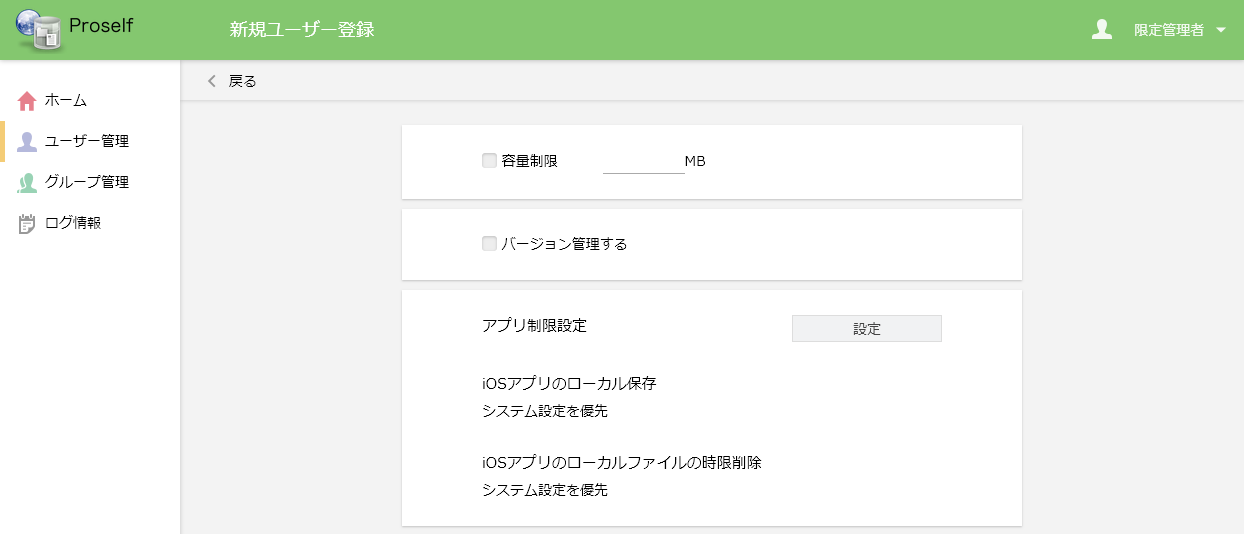 Proself
新規ユーザー登録
限定管理者
戻る
ホーム
ユーザー管理
グループ管理
ログ情報
容量制限 MB
バージョン管理する
アプリ制限設定 設定
iOSアプリのローカル保存
システム設定を優先
iOSアプリのローカルファイルの時限削除
システム設定を優先